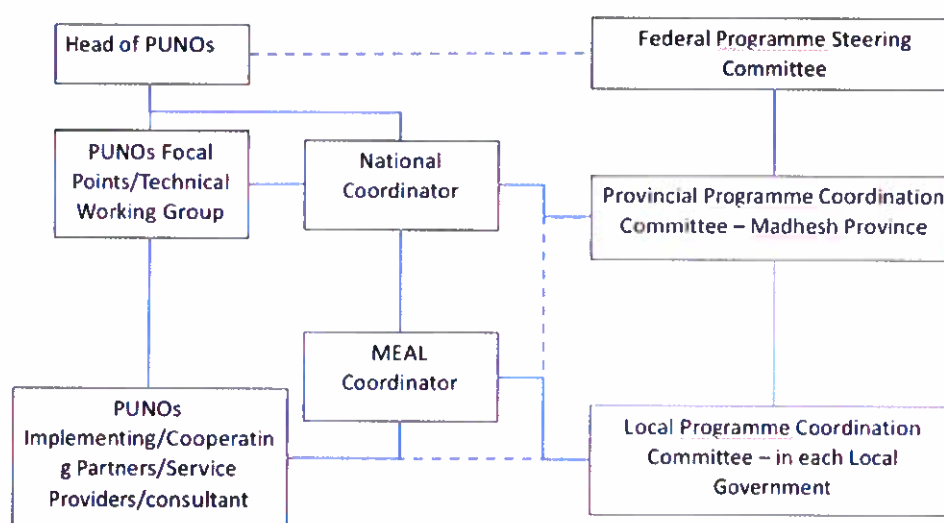 Head of PUNOs
Federal Programme Steering
Committee
PUNOs Focal
Points/Technical
Working Group
National
Coordinator
Provincial Programme Coordination
Committee – Madhesh Province
MEAL
Coordinator
PUNOs
Implementing/Cooperatin
g Partners/Service
Providers/consultant
Local Programme Coordination
Committee – in each Local
Government